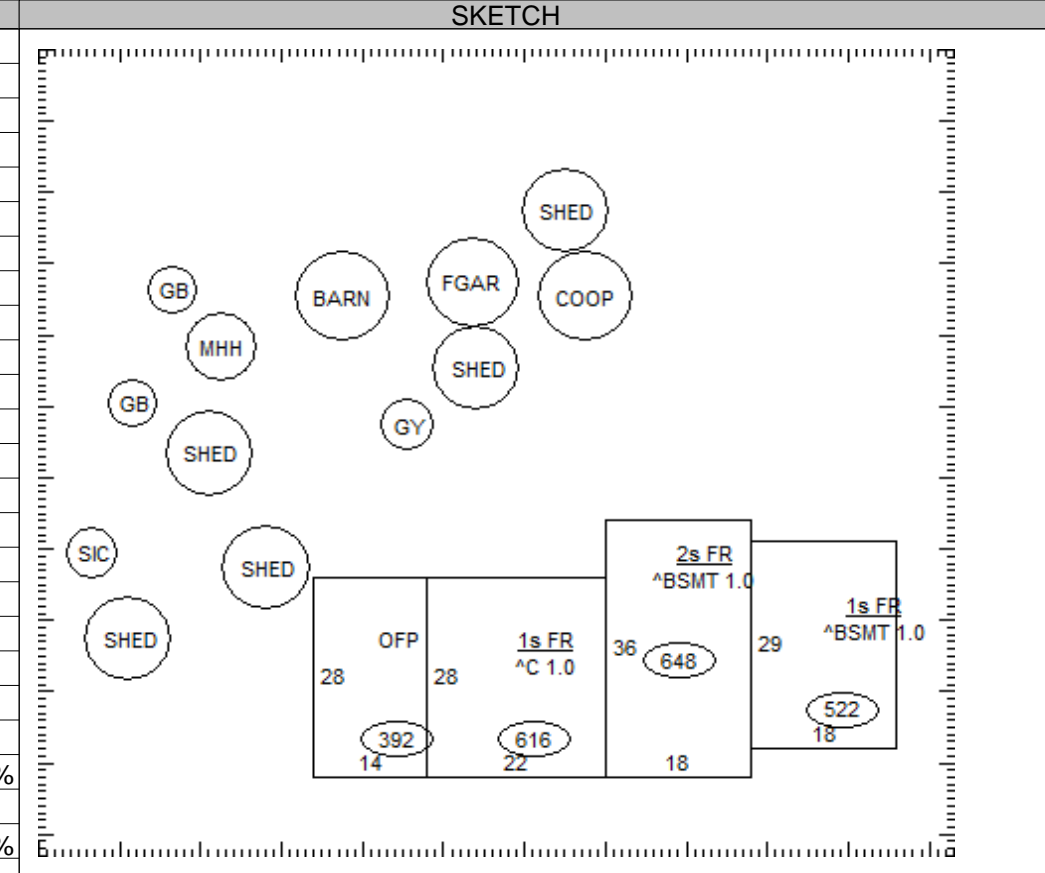 SKETCH
SHED
FGAR
COOP
GB
BARN
MHH
SHED
GB
GY
SHED
SIC
SHED
2s FR
^BSMT 1.0
1s FR
^BSMT 1.0
SHED
OFP
1s FR
^C 1.0
36
648
29
28
28
522
18
392
616
14
22
18
%
%